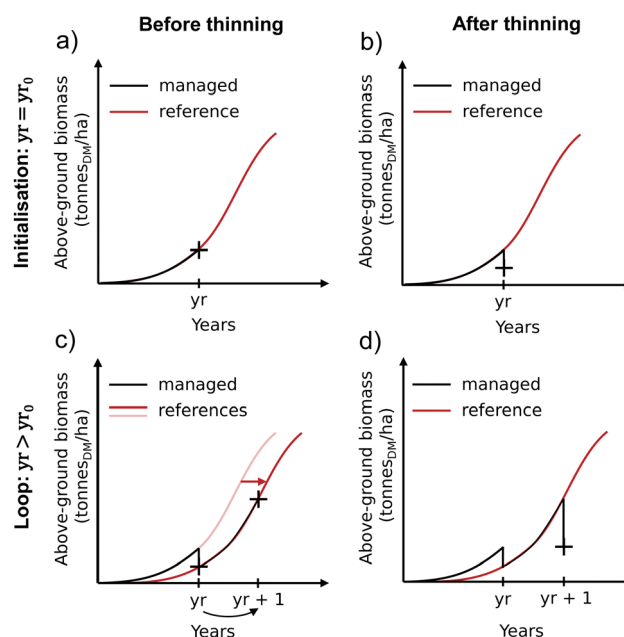 Before thinning
After thinning
Initialisation: yr = yr₀
a)
managed
reference
Above-ground biomass
(tonnes_DM/ha)
yr
Years
b)
managed
reference
Above-ground biomass
(tonnes_DM/ha)
yr
Years
Loop: yr > yr₀
c)
managed
references
Above-ground biomass
(tonnes_DM/ha)
yr
yr + 1
Years
d)
managed
reference
Above-ground biomass
(tonnes_DM/ha)
yr
yr + 1
Years